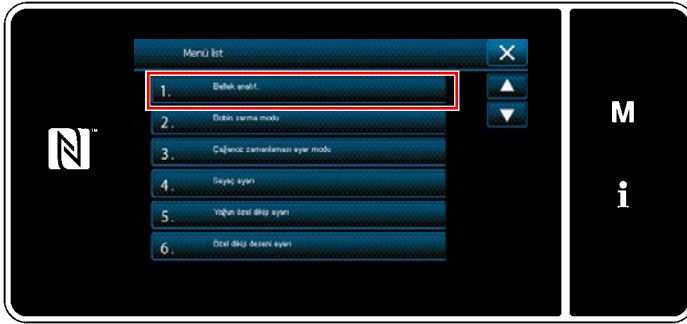 Menü list
1. Bellek anaht.
2. Bobin sarma modu
3. Çağanoz zamanlaması ayar modu
4. Sayaç ayarı
5. Yoğun özel dikiş ayarı
6. Özel dikiş deseni ayarı
M
i